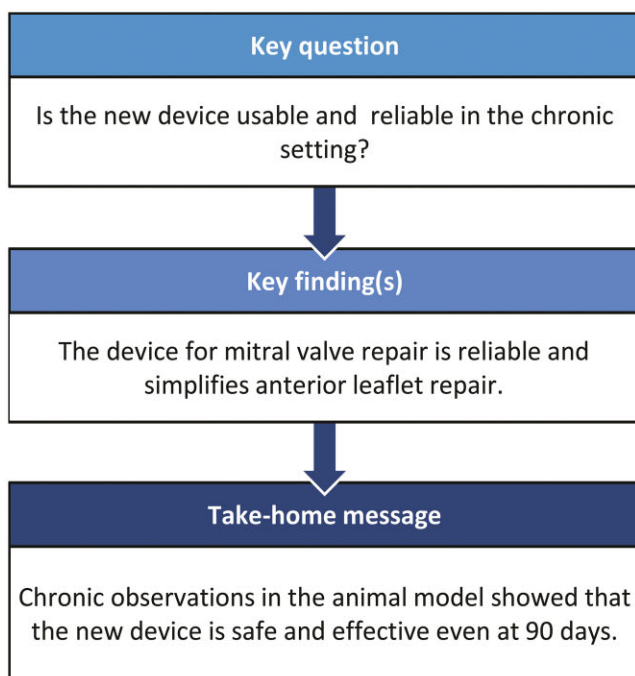 Key question
Is the new device usable and reliable in the chronic
setting?
Key finding(s)
The device for mitral valve repair is reliable and
simplifies anterior leaflet repair.
Take-home message
Chronic observations in the animal model showed that
the new device is safe and effective even at 90 days.